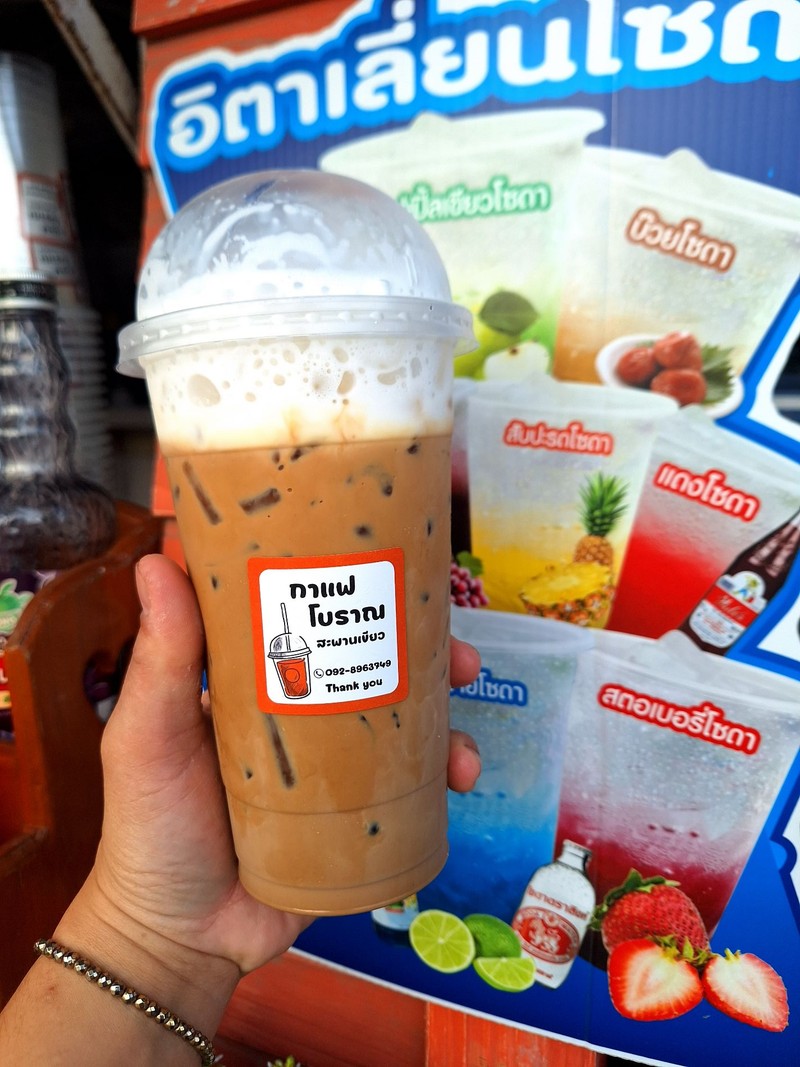 อิตาเลี่ยนโซดา
แอปเปิ้ลเขียวโซดา
บ๊วยโซดา
สับปะรดโซดา
แดงโซดา
โซดา
สตอเบอรี่โซดา
กาแฟ
โบราณ
สะพานเขียว
092-8963749
Thank you